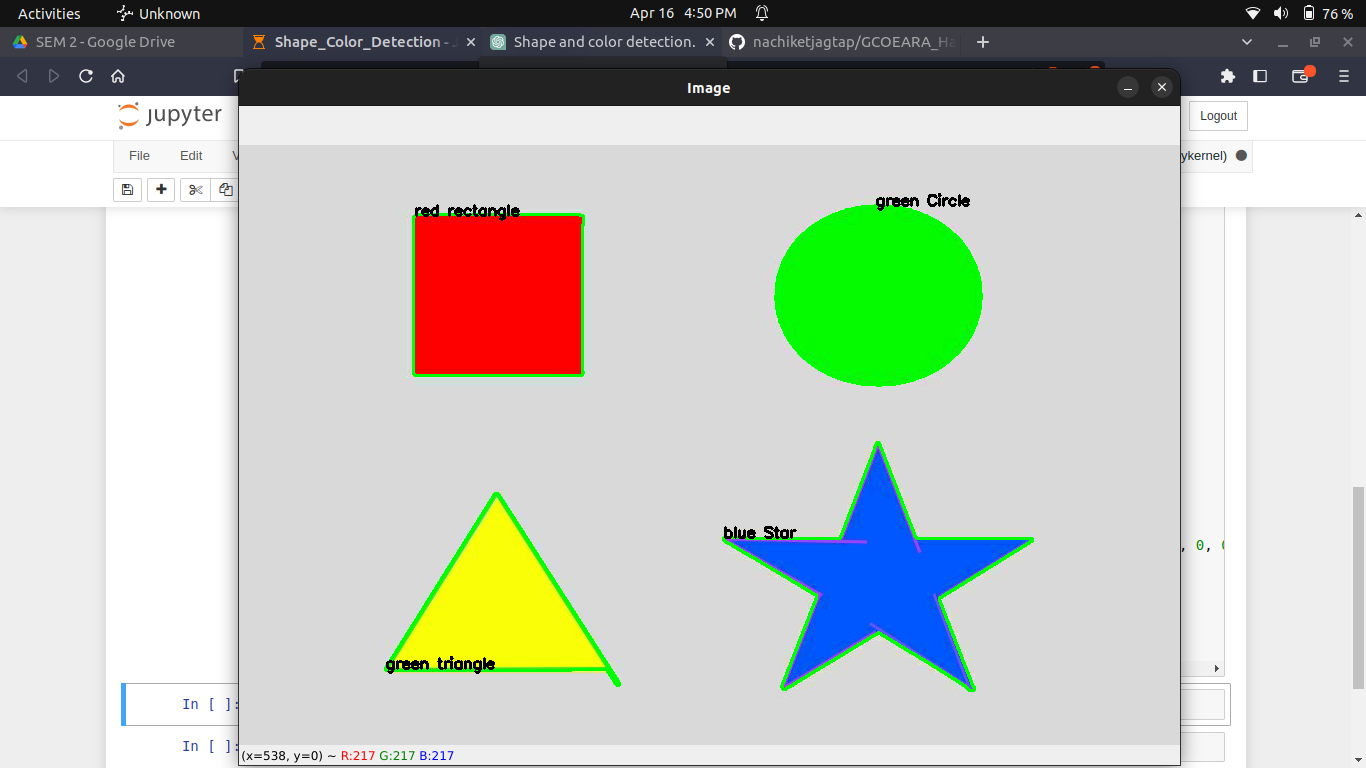 Activities Unknown Apr 16 4:50 PM 76 %
SEM 2 - Google Drive Shape_Color_Detection - Shape and color detection. nachiketjagtap/GCOEARA_Ha
Image
jupyter Logout
File Edit V ykernel)
red rectangle
green Circle
blue Star
, 0, 0
green triangle
In [ ]:
In [ ]:
(x=538, y=0) ~ R:217 G:217 B:217